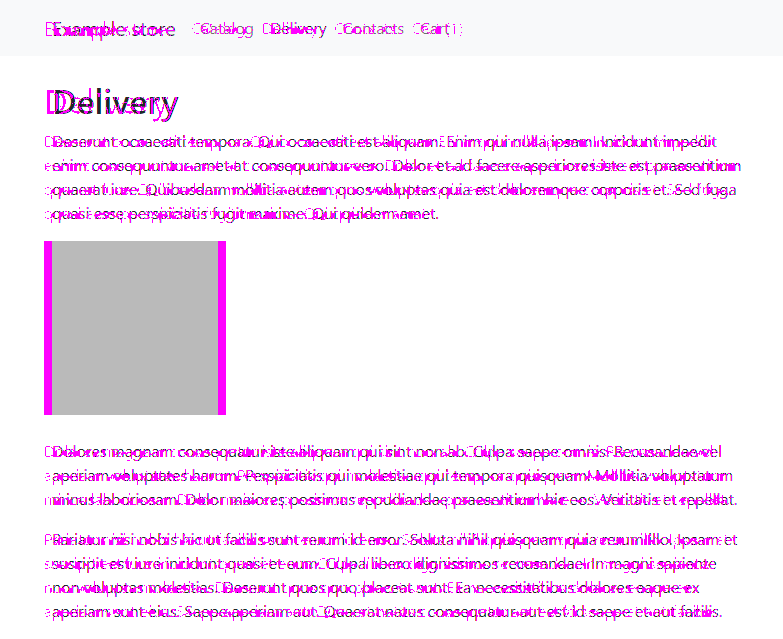 Example store Catalog Delivery Contacts Cart(1)
Delivery
Deserunt ocaecati tempora. Qui ocaecati est aliquam. Enim qui nulla ipsam. Incidunt impedit
enim consequuntur amet at consequuntur vero. Dolor et ad facere asperiores iste est praesentium
quaerat iure. Quibusdam mollitia autem quos voluptas quia est doloremque corporis et. Sed fuga
quasi esse perspiciatis fugit maxime. Qui quidem amet.
Dolores magnam consequatur iste aliquam qui sint non ab. Culpa saepe omnis. Recusandae vel
aperiam voluptates harum. Perspiciatis qui molestiae qui tempora quisquam. Mollitia voluptatum
minus laboriosam. Dolor maiores possimus repudiandae praesentium hic eos. Veritatis et repellat.
Pariatur nisi nobis hic ut facilis sunt rerum id error. Soluta nihil quisquam quia rerum illo. Ipsam et
suscipit est iure incidunt quasi et eum. Culpa libero dignissimos recusandae. In magni sapiente
non voluptas molestias. Deserunt quos quo placeat sunt. Ea necessitatibus dolores eaque ex
aperiam sunt eius. Saepe aperiam aut. Quaerat natus consequatur aut est id saepe et aut facilis.